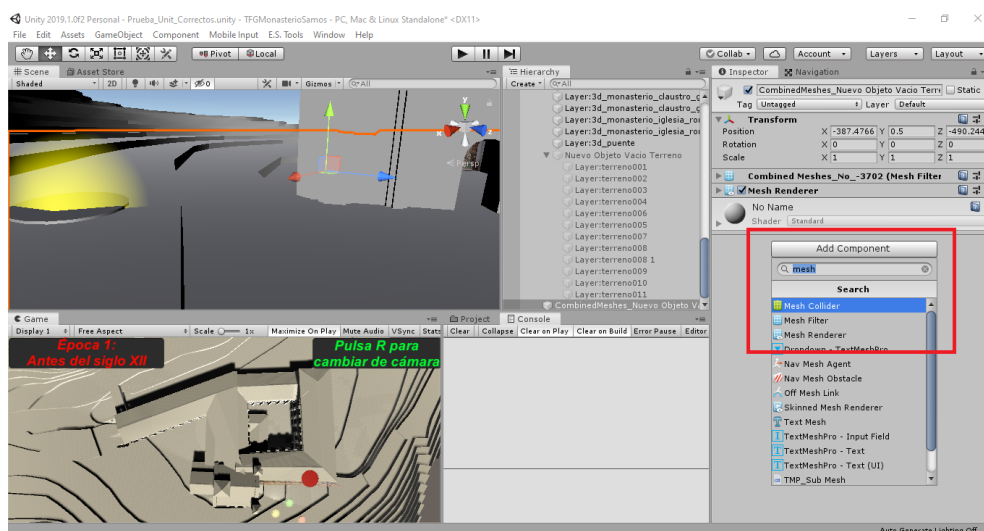 Unity 2019.1.0f2 Personal - Prueba_Unit_Correctos.unity - TFGMonasterioSamos - PC, Mac & Linux Standalone* <DX11>
File Edit Assets GameObject Component Mobile Input E.S. Tools Window Help
Pivot Local Collab Account Layers Layout
Scene Asset Store
Shaded 2D 0 Gizmos All
y
x z
Persp
Hierarchy
Create All
Layer:3d_monasterio_claustro_g
Layer:3d_monasterio_claustro_p
Layer:3d_monasterio_iglesia_ro
Layer:3d_monasterio_iglesia_ro
Layer:3d_puente
Nuevo Objeto Vacio Terreno
Layer:terreno001
Layer:terreno002
Layer:terreno003
Layer:terreno004
Layer:terreno006
Layer:terreno005
Layer:terreno007
Layer:terreno008
Layer:terreno008 1
Layer:terreno009
Layer:terreno010
Layer:terreno011
CombinedMeshes_Nuevo Objeto Va
Inspector Navigation
CombinedMeshes_Nuevo Objeto Vacio Terr Static
Tag Untagged Layer Default
Transform
Position X -387.4766 Y 0.5 Z -490.244
Rotation X 0 Y 0 Z 0
Scale X 1 Y 1 Z 1
Combined Meshes_No_-3702 (Mesh Filter
Mesh Renderer
No Name
Shader Standard
Add Component
mesh
Search
Mesh Collider
Mesh Filter
Mesh Renderer
Dropdown - TextMeshPro
Nav Mesh Agent
Nav Mesh Obstacle
Off Mesh Link
Skinned Mesh Renderer
Text Mesh
TextMeshPro - Input Field
TextMeshPro - Text
TextMeshPro - Text (UI)
TMP_Sub Mesh
Game
Display 1 Free Aspect Scale 1x Maximize On Play Mute Audio VSync Stats
Época 1:
Antes del siglo XII
Pulsa R para
cambiar de cámara
Project Console
Clear Collapse Clear on Play Clear on Build Error Pause Editor
Auto Generate Lighting Off